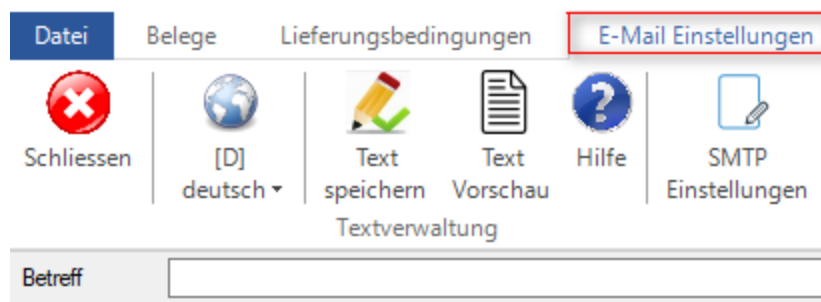 Datei Belege Lieferungsbedingungen E-Mail Einstellungen
Schliessen [D] Text Text Hilfe SMTP
deutsch speichern Vorschau Einstellungen
Textverwaltung
Betreff